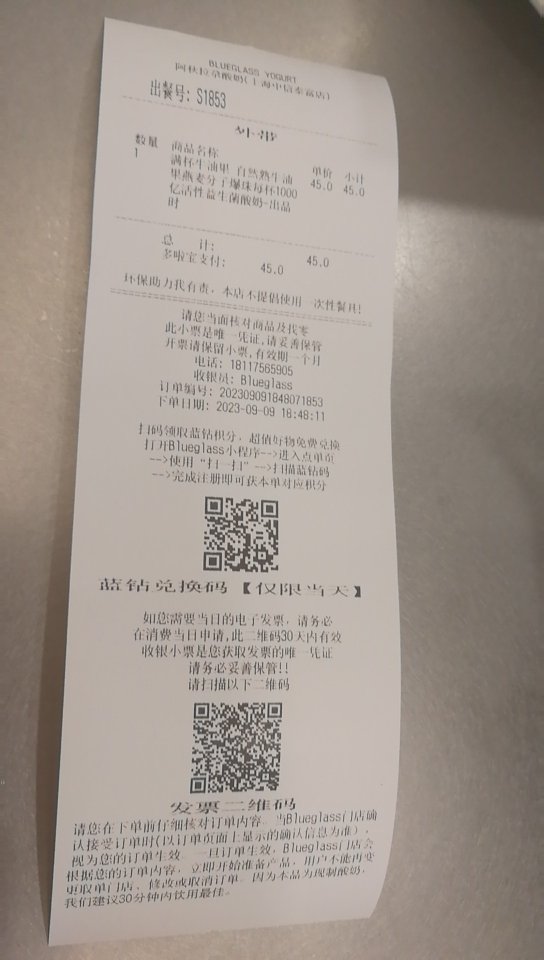 BLUEGLASS YOGURT
阿秋拉尕酸奶(上海中信泰富店)
出餐号: S1853
外带
数量 商品名称 单价 小计
1 满杯牛油果 自然熟牛油 45.0 45.0
果燕麦分子爆珠每杯1000
亿活性益生菌酸奶-出品
时
总 计: 45.0
多啦宝支付: 45.0
环保助力代有责，本店不提倡使用一次性餐具!
请您当面核对商品及找零
此小票是唯一凭证,请妥善保管
开票请保留小票,有效期一个月
电话: 18117565905
收银员: Blueglass
订单编号: 202309091848071853
下单日期: 2023-09-09 18:48:11
扫码领取蓝钻积分，超值好物免费兑换
打开Blueglass小程序-->进入点单页
-->使用“扫一扫”-->扫描蓝钻码
-->完成注册即可获本单对应积分
蓝钻兑换码【仅限当天】
如您需要当日的电子发票，请务必
在消费当日申请,此二维码30天内有效
收银小票是您获取发票的唯一凭证
请务必妥善保管!!
请扫描以下二维码
发票二维码
请您在下单前仔细核对订单内容。当Blueglass门店确
认接受订单时(以订单页面上显示的确认信息为准)，
视为您的订单生效。一旦订单生效，Blueglass门店会
根据您的订单内容，立即开始准备产品，用户不能再变
更取单门店、修改或取消订单。因为本品为现制酸奶，
我们建议30分钟内饮用最佳。